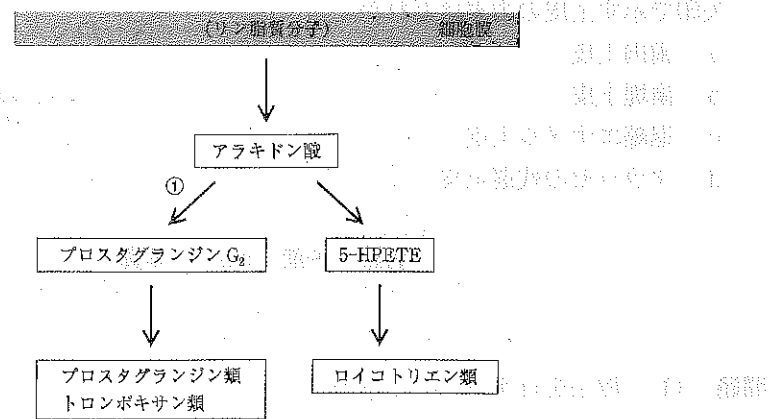 (リン脂質分子) 細胞膜
アラキドン酸
①
プロスタグランジン G₂
5-HPETE
プロスタグランジン類
トロンボキサン類
ロイコトリエン類